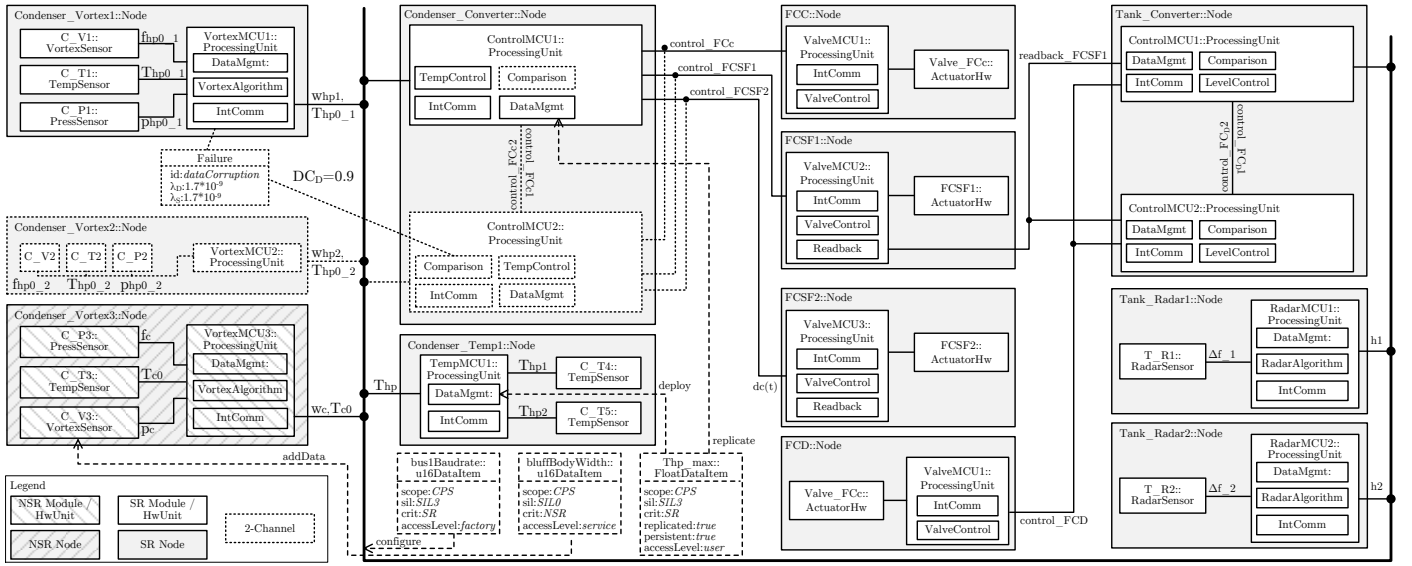 Condenser_Vortex1::Node
C_V1::
VortexSensor
C_T1::
TempSensor
C_P1::
PressSensor
fhp0_1
Thp0_1
php0_1
VortexMCU1::
ProcessingUnit
DataMgmt:
VortexAlgorithm
IntComm
whp1,
Thp0_1
Failure
id:dataCorruption
λD:1.7*10-9
λS:1.7*10-9
DCD=0.9
Condenser_Vortex2::Node
C_V2
C_T2
C_P2
fhp0_2
Thp0_2
php0_2
VortexMCU2::
ProcessingUnit
whp2,
Thp0_2
Condenser_Vortex3::Node
C_P3::
PressSensor
C_T3::
TempSensor
C_V3::
VortexSensor
fc
Tc0
pc
VortexMCU3::
ProcessingUnit
DataMgmt:
VortexAlgorithm
IntComm
wc,Tc0
addData
Legend
NSR Module /
HwUnit
SR Module /
HwUnit
2-Channel
NSR Node
SR Node
Condenser_Converter::Node
ControlMCU1::
ProcessingUnit
TempControl
Comparison
IntComm
DataMgmt
control_FCc2
control_FCc1
ControlMCU2::
ProcessingUnit
Comparison
TempControl
IntComm
DataMgmt
control_FCc
control_FCSF1
control_FCSF2
Condenser_Temp1::Node
Thp
TempMCU1::
ProcessingUnit
DataMgmt:
IntComm
Thp1
Thp2
C_T4::
TempSensor
C_T5::
TempSensor
deploy
replicate
dc(t)
bus1Baudrate::
u16DataItem
scope:CPS
sil:SIL3
crit:SR
accessLevel:factory
configure
bluffBodyWidth::
u16DataItem
scope:CPS
sil:SIL0
crit:NSR
accessLevel:service
Thp_max::
FloatDataItem
scope:CPS
sil:SIL3
crit:SR
replicated:true
persistent:true
accessLevel:user
FCC::Node
ValveMCU1::
ProcessingUnit
IntComm
ValveControl
Valve_FCc::
ActuatorHw
FCSF1::Node
ValveMCU2::
ProcessingUnit
IntComm
ValveControl
Readback
FCSF1::
ActuatorHw
FCSF2::Node
ValveMCU3::
ProcessingUnit
IntComm
ValveControl
Readback
FCSF2::
ActuatorHw
FCD::Node
Valve_FCc::
ActuatorHw
ValveMCU1::
ProcessingUnit
IntComm
ValveControl
readback_FCSF1
control_FCD
Tank_Converter::Node
ControlMCU1::ProcessingUnit
DataMgmt
Comparison
IntComm
LevelControl
control_FCD2
control_FCD1
ControlMCU2::ProcessingUnit
DataMgmt
Comparison
IntComm
LevelControl
Tank_Radar1::Node
T_R1::
RadarSensor
Δf_1
RadarMCU1::
ProcessingUnit
DataMgmt:
RadarAlgorithm
IntComm
h1
Tank_Radar2::Node
T_R2::
RadarSensor
Δf_2
RadarMCU2::
ProcessingUnit
DataMgmt:
RadarAlgorithm
IntComm
h2